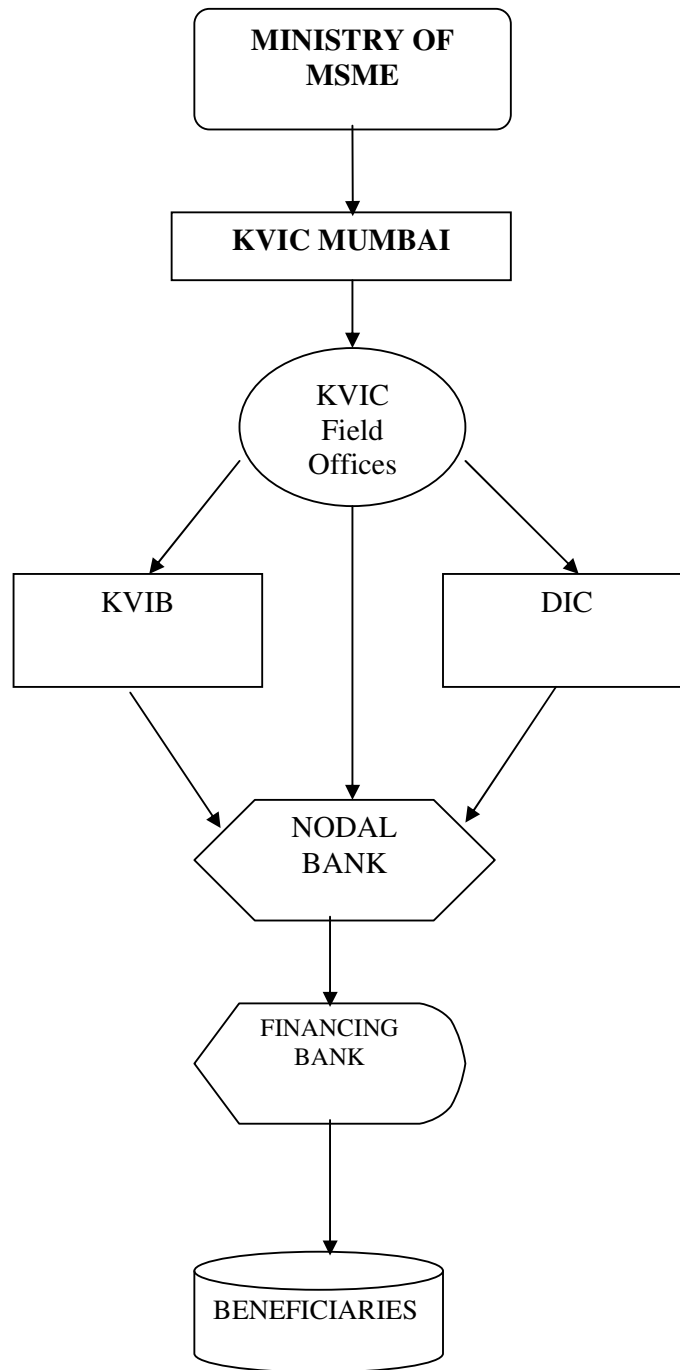 MINISTRY OF
MSME
KVIC MUMBAI
KVIC
Field
Offices
KVIB
DIC
NODAL
BANK
FINANCING
BANK
BENEFICIARIES